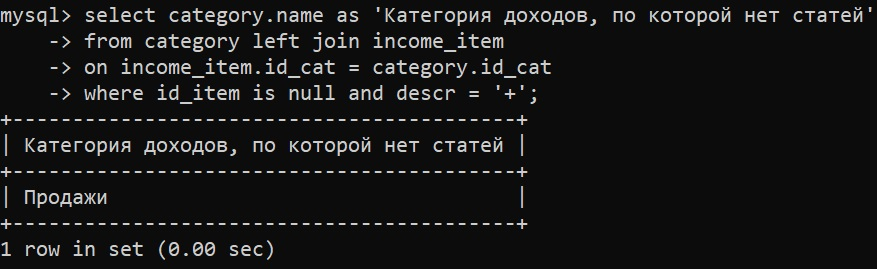 mysql> select category.name as 'Категория доходов, по которой нет статей'
    -> from category left join income_item
    -> on income_item.id_cat = category.id_cat
    -> where id_item is null and descr = '+';
+------------------------------------------+
| Категория доходов, по которой нет статей |
+------------------------------------------+
| Продажи                                  |
+------------------------------------------+
1 row in set (0.00 sec)